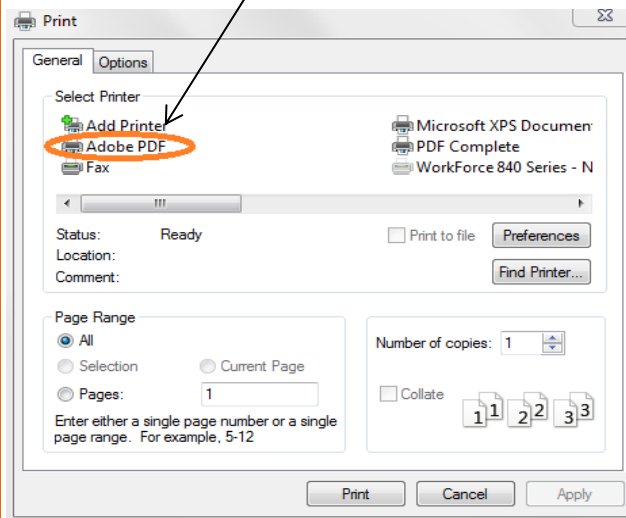 Print
General Options
Select Printer
Add Printer
Adobe PDF
Fax
Microsoft XPS Documen
PDF Complete
WorkForce 840 Series - N
Status: Ready
Print to file Preferences
Location:
Comment:
Find Printer...
Page Range
All
Selection Current Page
Pages: 1
Enter either a single page number or a single
page range. For example, 5-12
Number of copies: 1
Collate
1 1 2 2 3 3
Print Cancel Apply